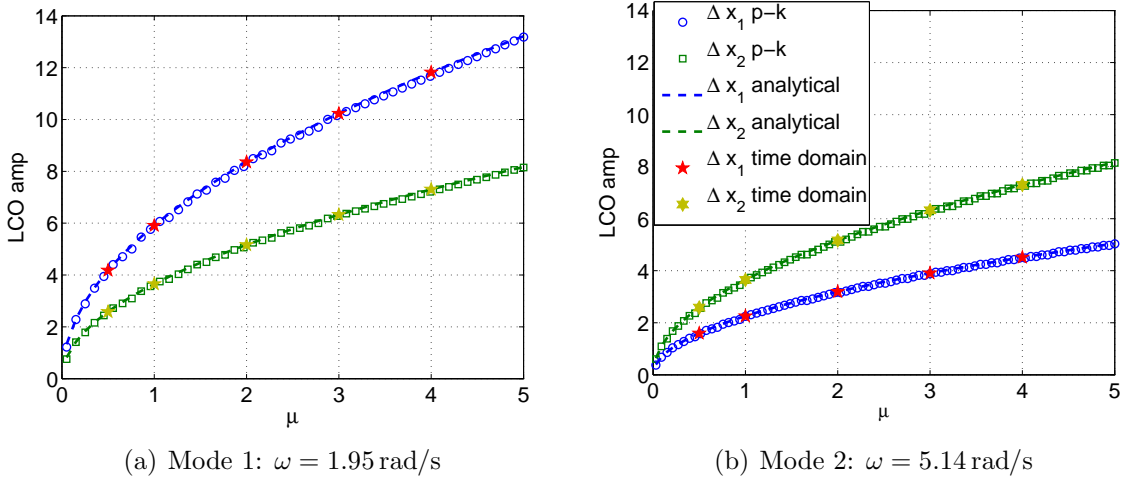 14
12
10
8
6
4
2
0
LCO amp
0 1 2 3 4 5
μ
(a) Mode 1: ω = 1.95 rad/s
14
12
10
8
6
4
2
0
LCO amp
Δ x₁ p−k
Δ x₂ p−k
Δ x₁ analytical
Δ x₂ analytical
Δ x₁ time domain
Δ x₂ time domain
0 1 2 3 4 5
μ
(b) Mode 2: ω = 5.14 rad/s